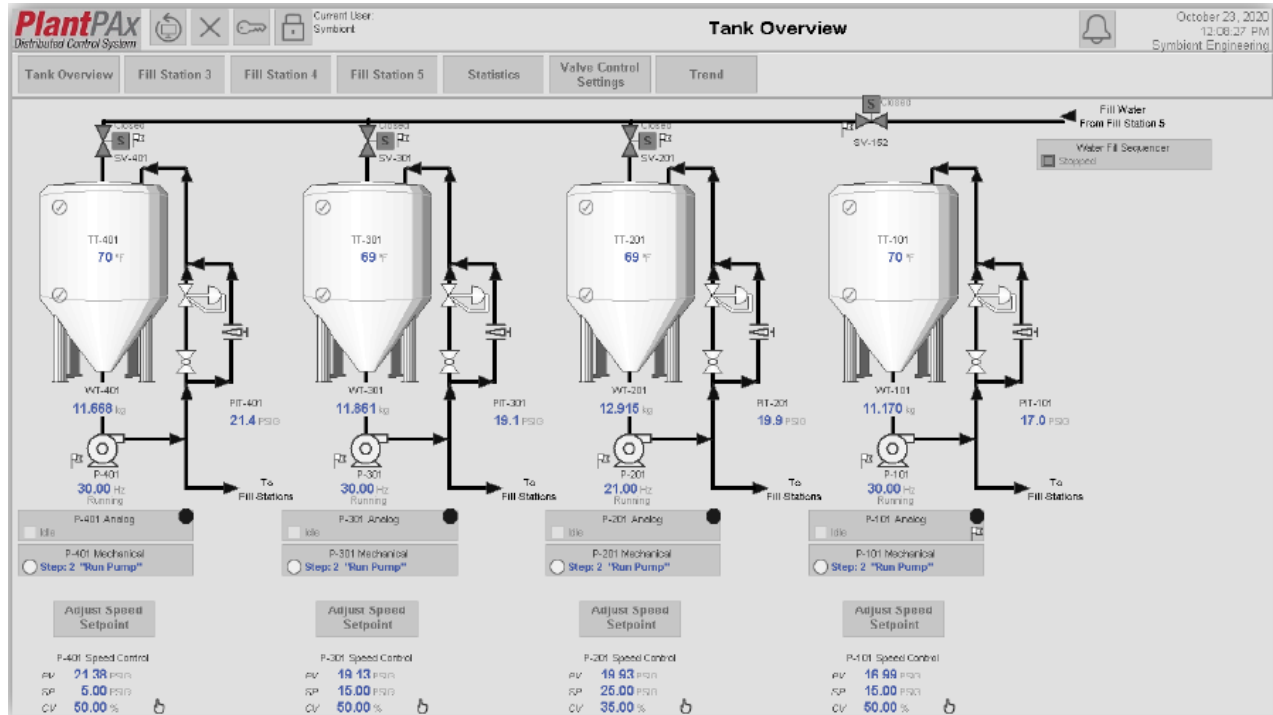 PlantPAx
Distributed Control System
Current User:
Symbiont
Tank Overview
October 23, 2020
12:08:27 PM
Symbient Engineering
Tank Overview
Fill Station 3
Fill Station 4
Fill Station 5
Statistics
Valve Control
Settings
Trend
Closed
S
SV-401
Closed
S
SV-301
Closed
S
SV-201
S
Closed
SV-152
Fill Water
From Fill Station 5
Water Fill Sequencer
Stopped
TT-401
70 °F
TT-301
69 °F
TT-201
69 °F
TT-101
70 °F
WT-401
11.668 kg
PIT-401
21.4 PSIG
WT-301
11.861 kg
PIT-301
19.1 PSIG
WT-201
12.915 kg
PIT-201
19.9 PSIG
WT-101
11.170 kg
PIT-101
17.0 PSIG
P-401
30.00 Hz
Running
To
Fill Stations
P-301
30.00 Hz
Running
To
Fill Stations
P-201
21.00 Hz
Running
To
Fill Stations
P-101
30.00 Hz
Running
To
Fill Stations
P-401 Analog
Idle
P-301 Analog
Idle
P-201 Analog
Idle
P-101 Analog
Idle
P-401 Mechanical
Step: 2 "Run Pump"
P-301 Mechanical
Step: 2 "Run Pump"
P-201 Mechanical
Step: 2 "Run Pump"
P-101 Mechanical
Step: 2 "Run Pump"
Adjust Speed
Setpoint
Adjust Speed
Setpoint
Adjust Speed
Setpoint
Adjust Speed
Setpoint
P-401 Speed Control
PV 21.38 PSIG
SP 5.00 PSIG
CV 50.00 %
P-301 Speed Control
PV 19.13 PSIG
SP 15.00 PSIG
CV 50.00 %
P-201 Speed Control
PV 19.93 PSIG
SP 25.00 PSIG
CV 35.00 %
P-101 Speed Control
PV 16.99 PSIG
SP 15.00 PSIG
CV 50.00 %